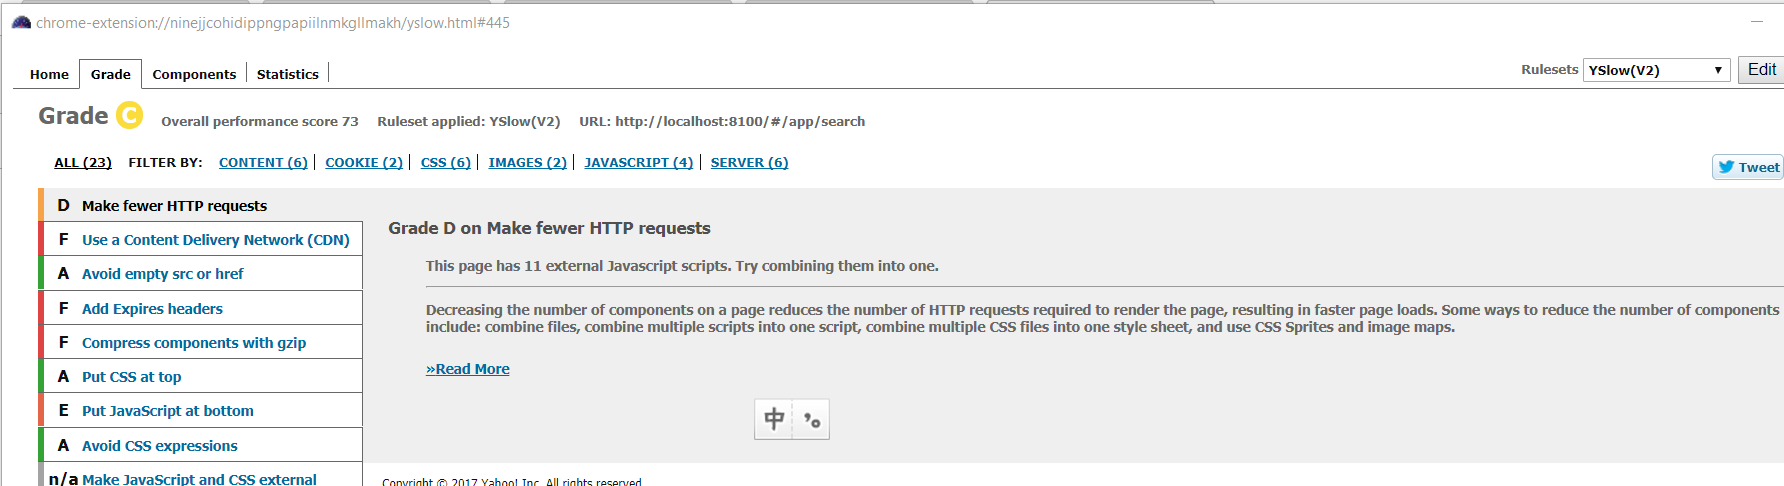 chrome-extension://ninejjcohidippngpapiilnmkgllmakh/yslow.html#445
Home Grade Components Statistics Rulesets YSlow(V2) Edit
Grade C Overall performance score 73 Ruleset applied: YSlow(V2) URL: http://localhost:8100/#/app/search
ALL (23) FILTER BY: CONTENT (6) COOKIE (2) CSS (6) IMAGES (2) JAVASCRIPT (4) SERVER (6)
Tweet
D Make fewer HTTP requests
F Use a Content Delivery Network (CDN)
A Avoid empty src or href
F Add Expires headers
F Compress components with gzip
A Put CSS at top
E Put JavaScript at bottom
A Avoid CSS expressions
n/a Make JavaScript and CSS external
Grade D on Make fewer HTTP requests
This page has 11 external Javascript scripts. Try combining them into one.
Decreasing the number of components on a page reduces the number of HTTP requests required to render the page, resulting in faster page loads. Some ways to reduce the number of components
include: combine files, combine multiple scripts into one script, combine multiple CSS files into one style sheet, and use CSS Sprites and image maps.
»Read More
中 ,。
Copyright © 2017 Yahoo! Inc. All rights reserved